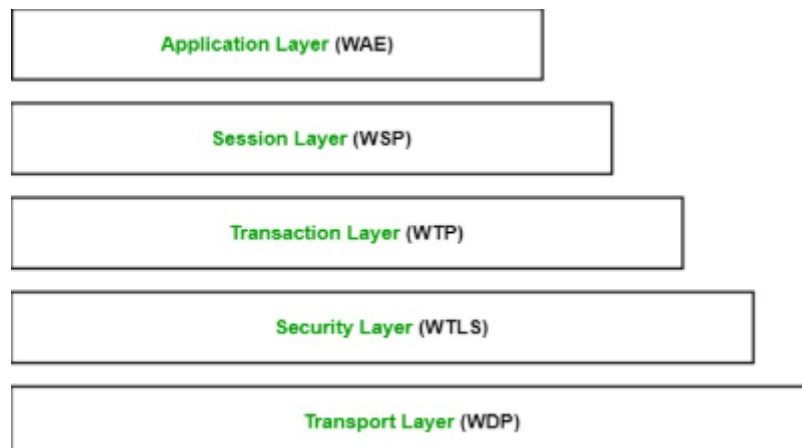 Application Layer (WAE)
Session Layer (WSP)
Transaction Layer (WTP)
Security Layer (WTLS)
Transport Layer (WDP)